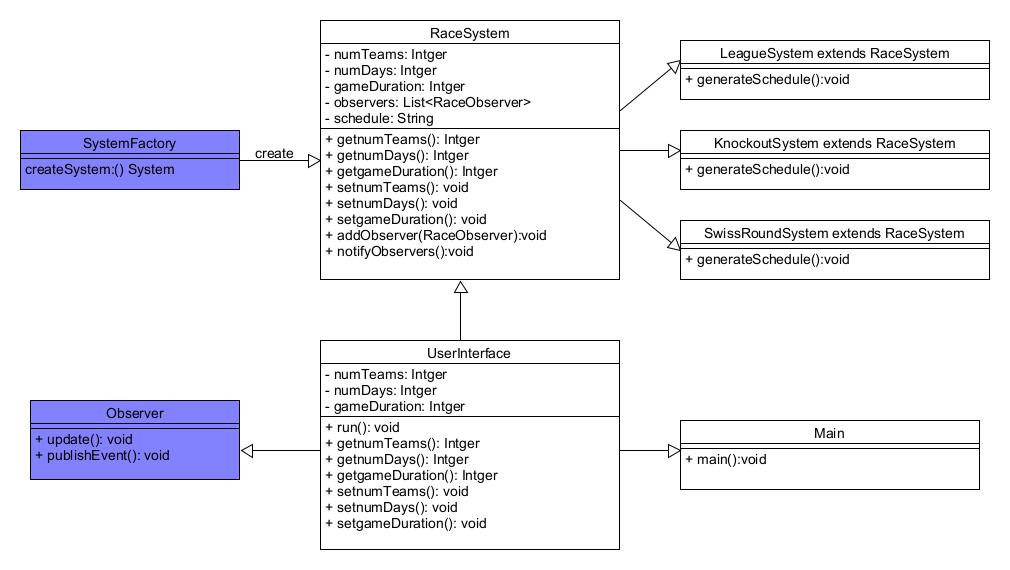 RaceSystem
- numTeams: Intger
- numDays: Intger
- gameDuration: Intger
- observers: List<RaceObserver>
- schedule: String
+ getnumTeams(): Intger
+ getnumDays(): Intger
+ getgameDuration(): Intger
+ setnumTeams(): void
+ setnumDays(): void
+ setgameDuration(): void
+ addObserver(RaceObserver):void
+ notifyObservers():void
SystemFactory
createSystem:() System
create
LeagueSystem extends RaceSystem
+ generateSchedule():void
KnockoutSystem extends RaceSystem
+ generateSchedule():void
SwissRoundSystem extends RaceSystem
+ generateSchedule():void
UserInterface
- numTeams: Intger
- numDays: Intger
- gameDuration: Intger
+ run(): void
+ getnumTeams(): Intger
+ getnumDays(): Intger
+ getgameDuration(): Intger
+ setnumTeams(): void
+ setnumDays(): void
+ setgameDuration(): void
Observer
+ update(): void
+ publishEvent(): void
Main
+ main():void